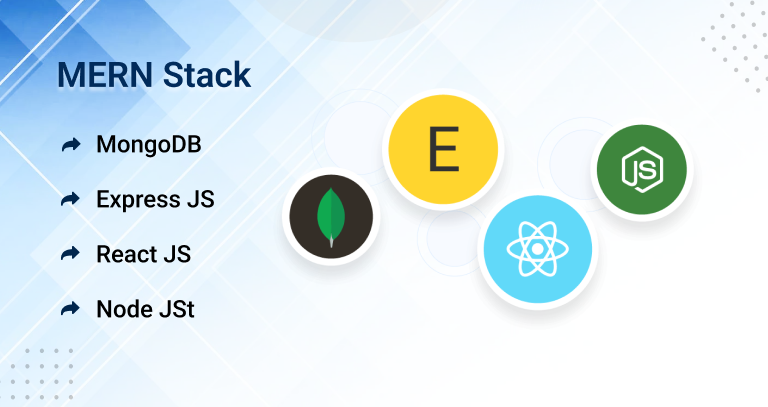 MERN Stack
MongoDB
Express JS
React JS
Node JSt
E
JS